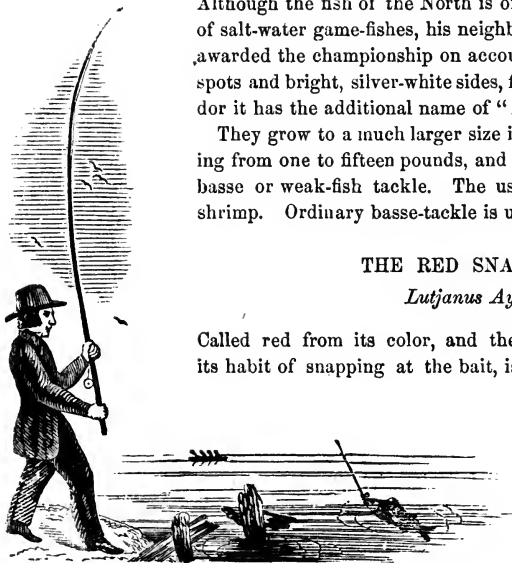 Although the fish of the North is o
of salt-water game-fishes, his neighb
awarded the championship on accou
spots and bright, silver-white sides, f
dor it has the additional name of "
They grow to a much larger size i
ing from one to fifteen pounds, and
basse or weak-fish tackle. The us
shrimp. Ordinary basse-tackle is u
THE RED SNA
Lutjanus Ay
Called red from its color, and the
its habit of snapping at the bait, is